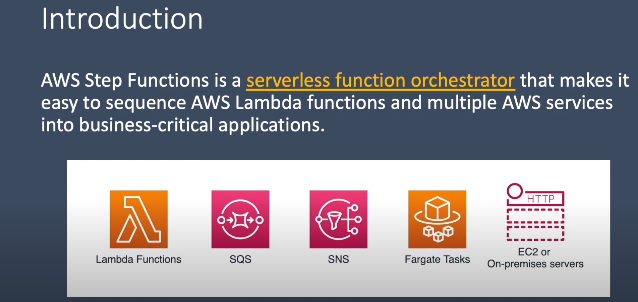 Introduction
AWS Step Functions is a serverless function orchestrator that makes it
easy to sequence AWS Lambda functions and multiple AWS services
into business-critical applications.
HTTP
Lambda Functions
SQS
SNS
Fargate Tasks
EC2 or
On-premises servers